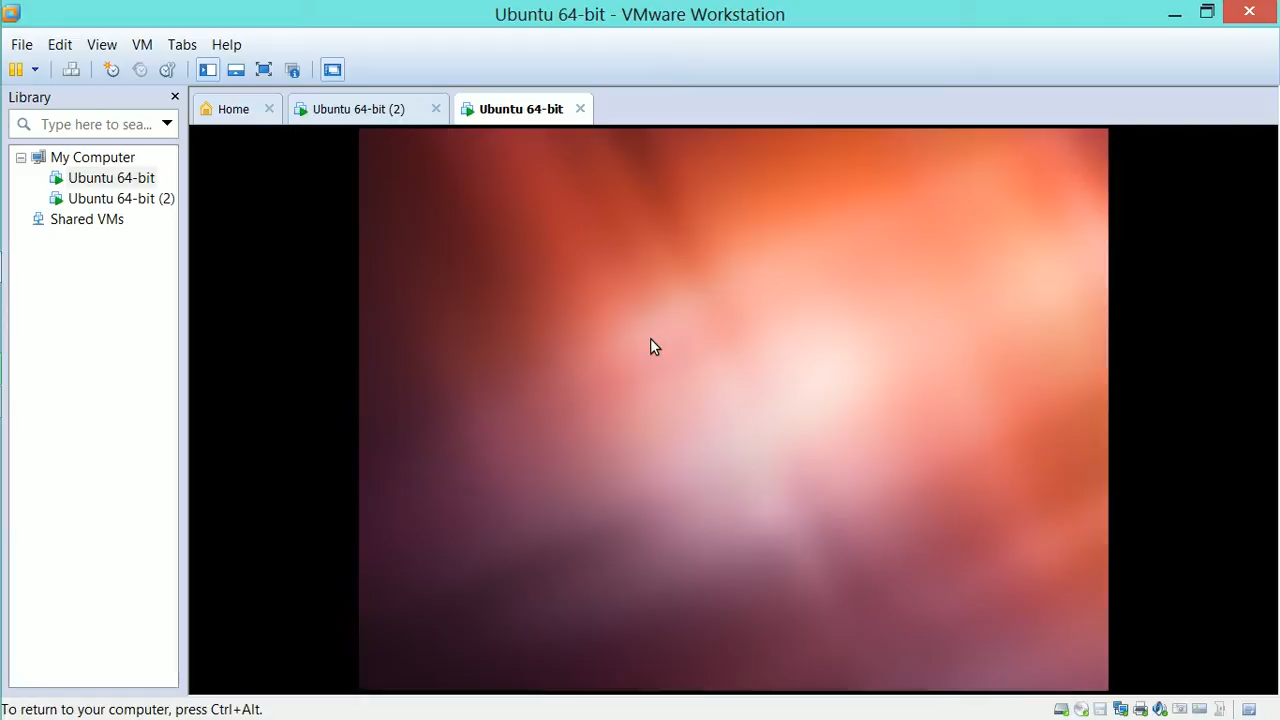 Ubuntu 64-bit - VMware Workstation
File Edit View VM Tabs Help
Library
Type here to sea...
Home
Ubuntu 64-bit (2)
Ubuntu 64-bit
My Computer
Ubuntu 64-bit
Ubuntu 64-bit (2)
Shared VMs
To return to your computer, press Ctrl+Alt.